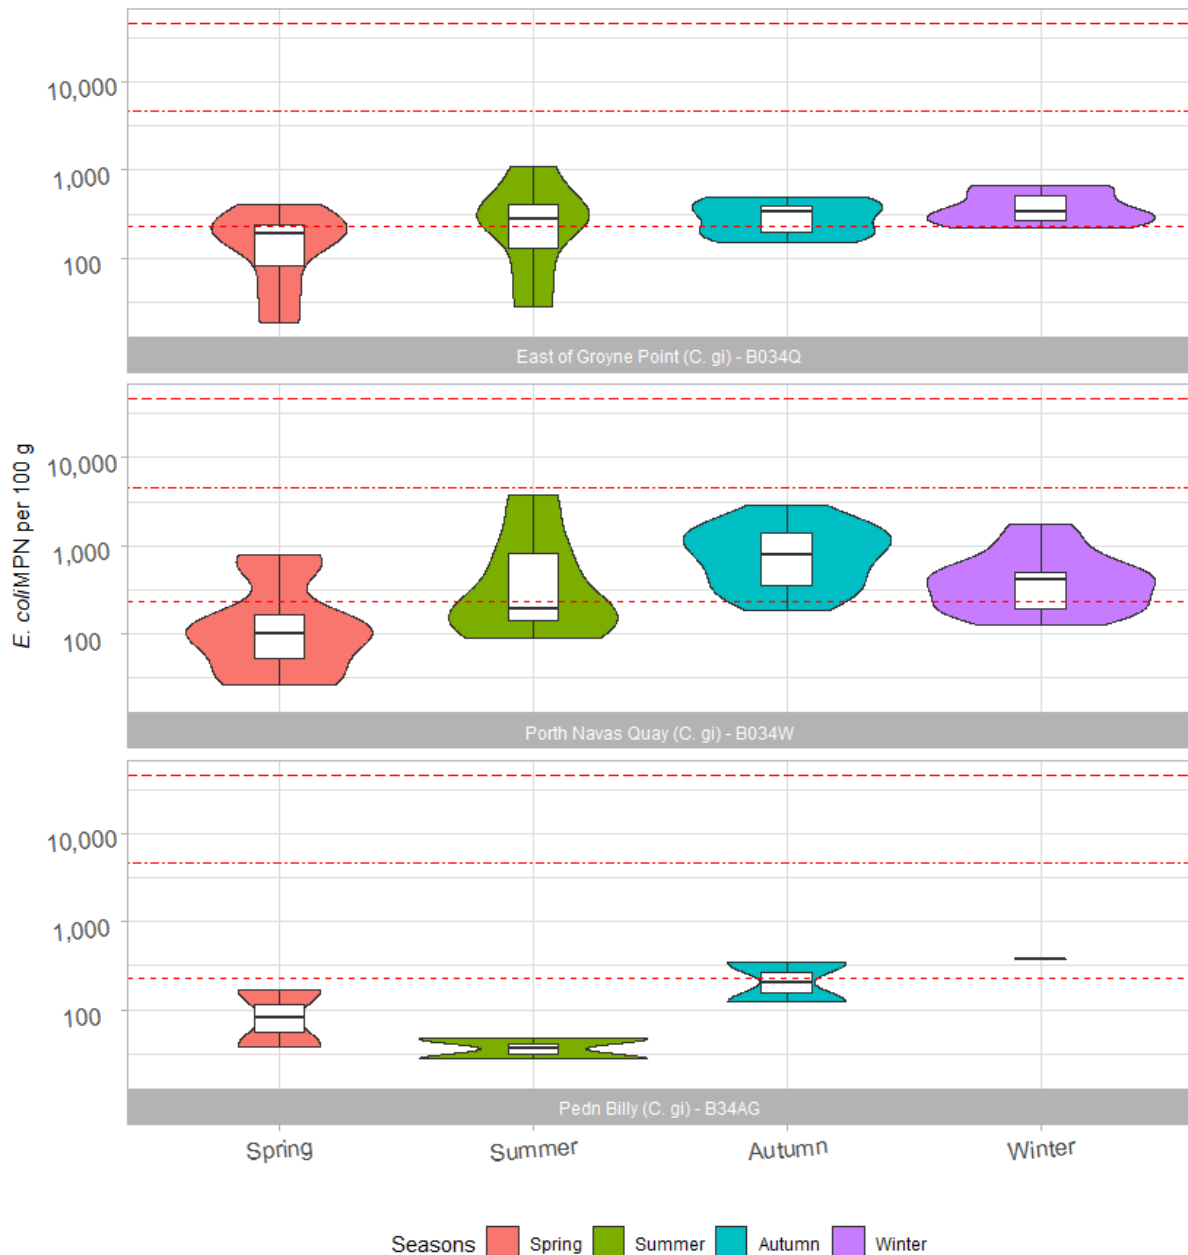 10,000
1,000
100
East of Groyne Point (C. gi) - B034Q
E. coliMPN per 100 g
10,000
1,000
100
Porth Navas Quay (C. gi) - B034W
10,000
1,000
100
Pedn Billy (C. gi) - B34AG
Spring Summer Autumn Winter
Seasons Spring Summer Autumn Winter